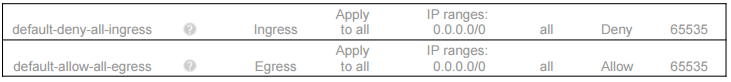 default-deny-all-ingress ? Ingress Apply to all IP ranges: 0.0.0.0/0 all Deny 65535
default-allow-all-egress ? Egress Apply to all IP ranges: 0.0.0.0/0 all Allow 65535